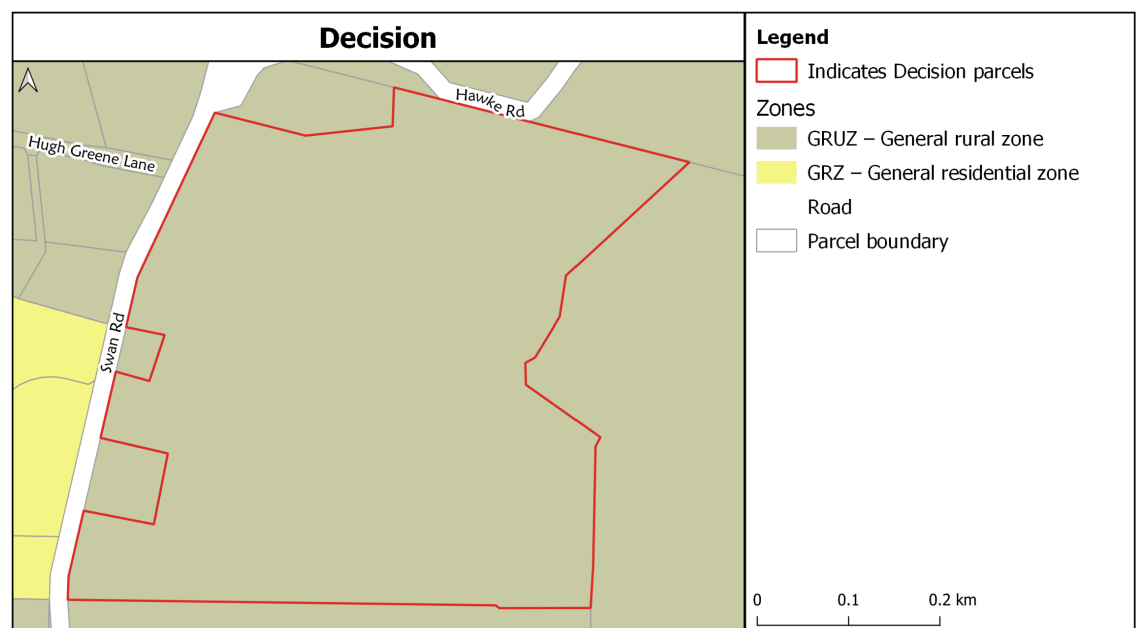 Decision
Hawke Rd
Hugh Greene Lane
Swan Rd
Legend
Indicates Decision parcels
Zones
GRUZ – General rural zone
GRZ – General residential zone
Road
Parcel boundary
0 0.1 0.2 km